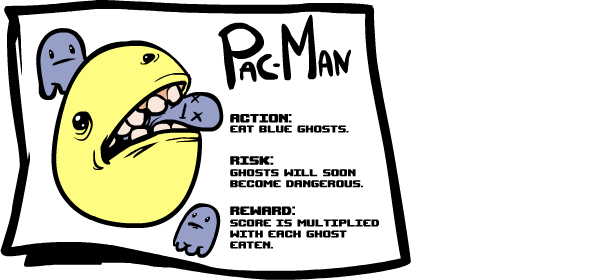 PAC-MAN
ACTION:
EAT BLUE GHOSTS.
RISK:
GHOSTS WILL SOON
BECOME DANGEROUS.
REWARD:
SCORE IS MULTIPLIED
WITH EACH GHOST
EATEN.